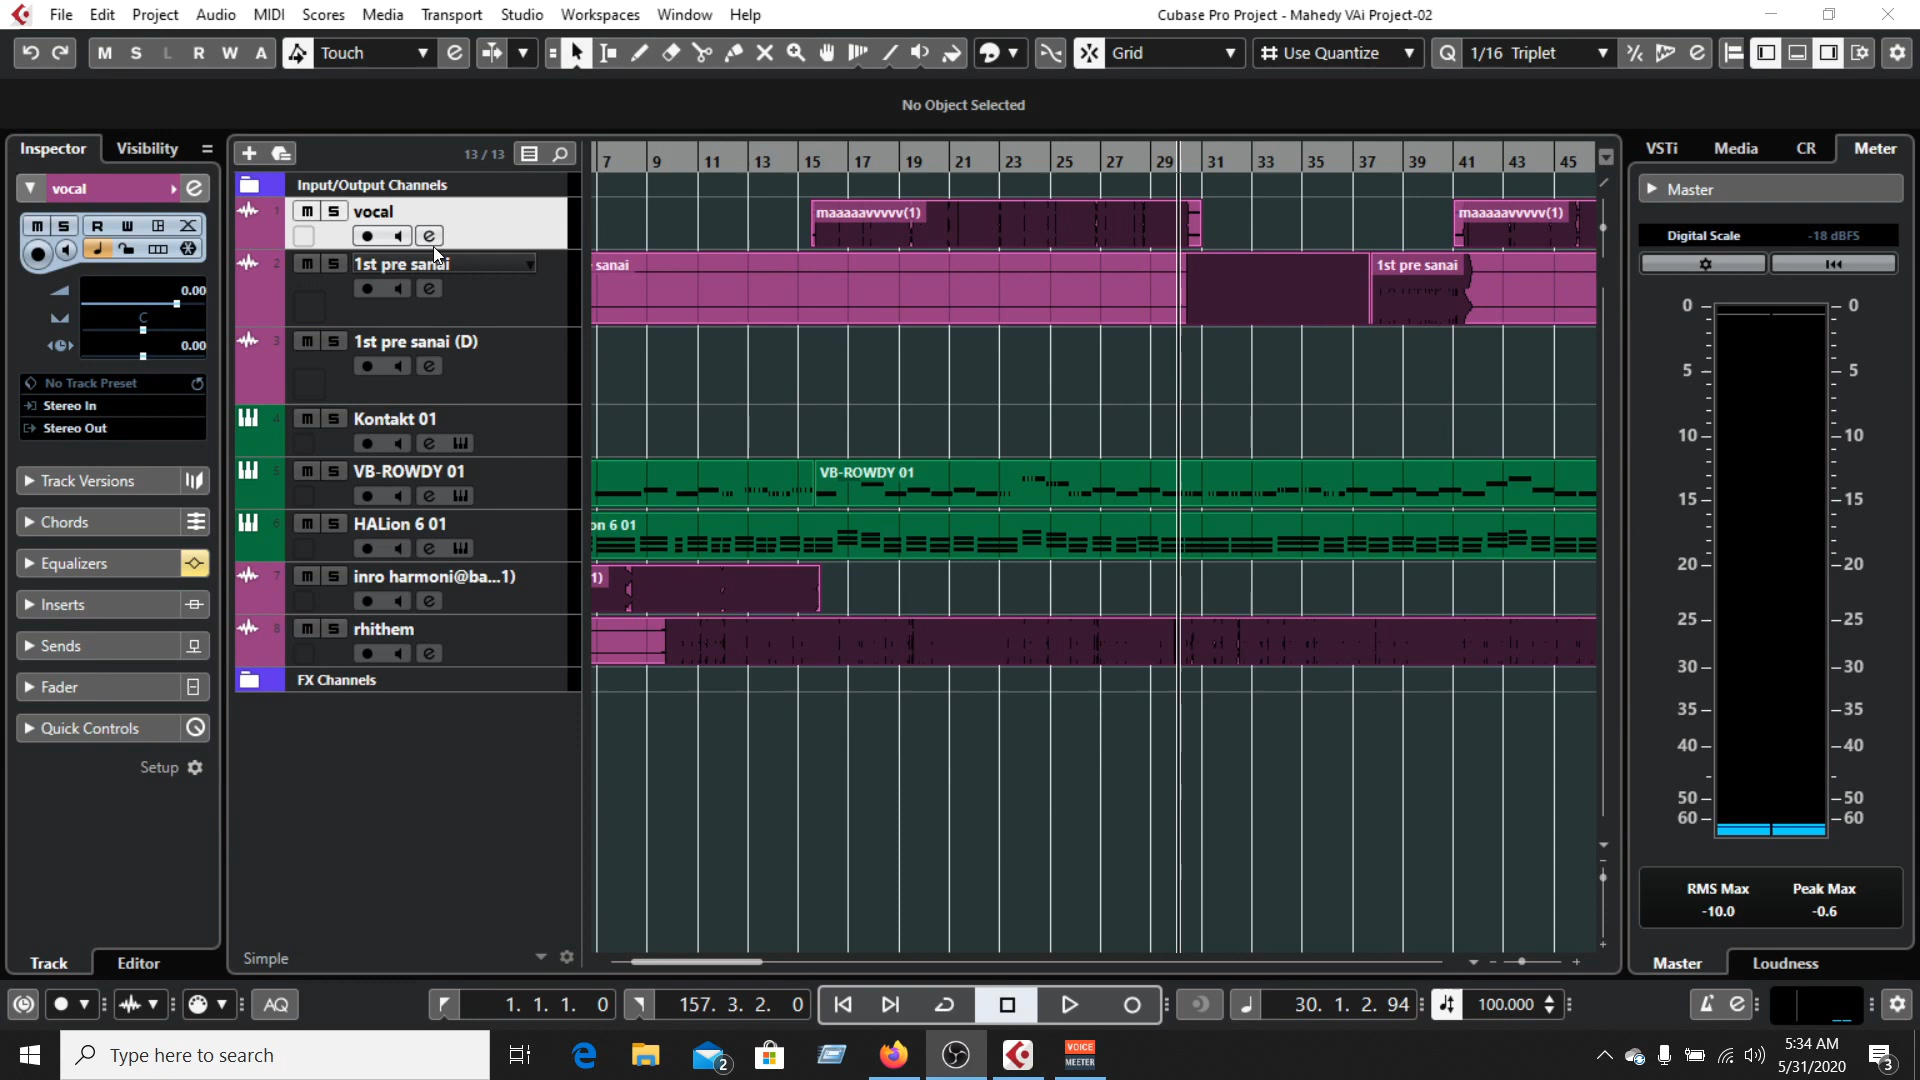 File Edit Project Audio MIDI Scores Media Transport Studio Workspaces Window Help
Cubase Pro Project - Mahedy VAi Project-02
M S L R W A Touch Grid Use Quantize Q 1/16 Triplet
No Object Selected
Inspector Visibility
vocal
0.00
C
0.00
No Track Preset
Stereo In
Stereo Out
Track Versions
Chords
Equalizers
Inserts
Sends
Fader
Quick Controls
Setup
Track Editor
13 / 13
Input/Output Channels
1 m S vocal
2 m S 1st pre sanai
3 m S 1st pre sanai (D)
4 m S Kontakt 01
5 m S VB-ROWDY 01
6 m S HALion 6 01
7 m S inro harmoni@ba...1)
8 m S rhithem
FX Channels
Simple
7 9 11 13 15 17 19 21 23 25 27 29 31 33 35 37 39 41 43 45
maaaaavvvvv(1) maaaaavvvvv(1)
sanai 1st pre sanai
VB-ROWDY 01
on 6 01
1)
VSTi Media CR Meter
Master
Digital Scale -18 dBFS
0 0
5 5
10 10
15 15
20 20
25 25
30 30
35 35
40 40
50 50
60 60
RMS Max Peak Max
-10.0 -0.6
Master Loudness
AQ 1. 1. 1. 0 157. 3. 2. 0 30. 1. 2. 94 100.000
Type here to search
2
VOICE
MEETER
5:34 AM
5/31/2020
3